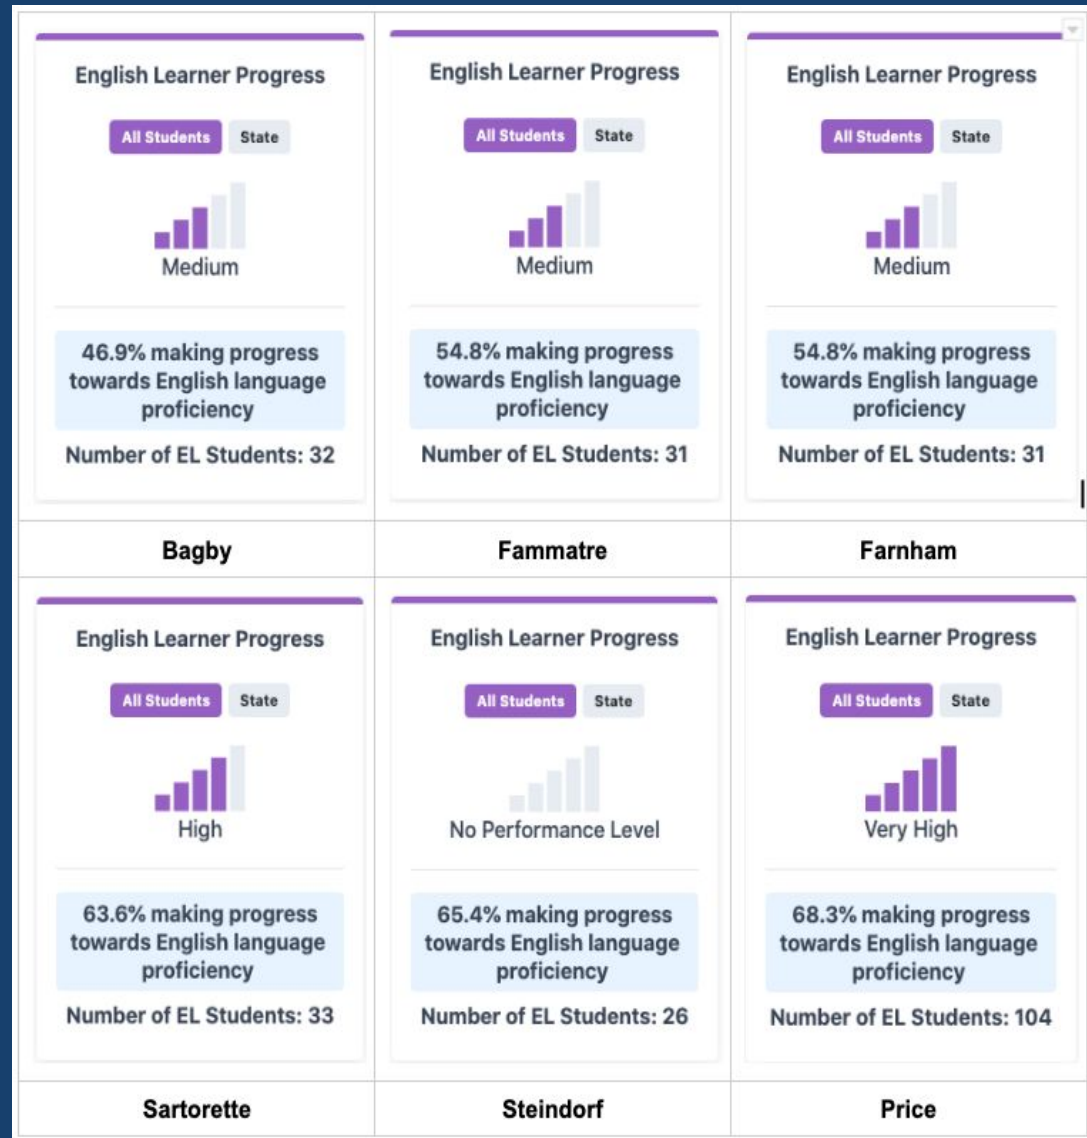 English Learner Progress
All Students State
Medium
46.9% making progress
towards English language
proficiency
Number of EL Students: 32
Bagby
English Learner Progress
All Students State
Medium
54.8% making progress
towards English language
proficiency
Number of EL Students: 31
Fammatre
English Learner Progress
All Students State
Medium
54.8% making progress
towards English language
proficiency
Number of EL Students: 31
Farnham
English Learner Progress
All Students State
High
63.6% making progress
towards English language
proficiency
Number of EL Students: 33
Sartorette
English Learner Progress
All Students State
No Performance Level
65.4% making progress
towards English language
proficiency
Number of EL Students: 26
Steindorf
English Learner Progress
All Students State
Very High
68.3% making progress
towards English language
proficiency
Number of EL Students: 104
Price